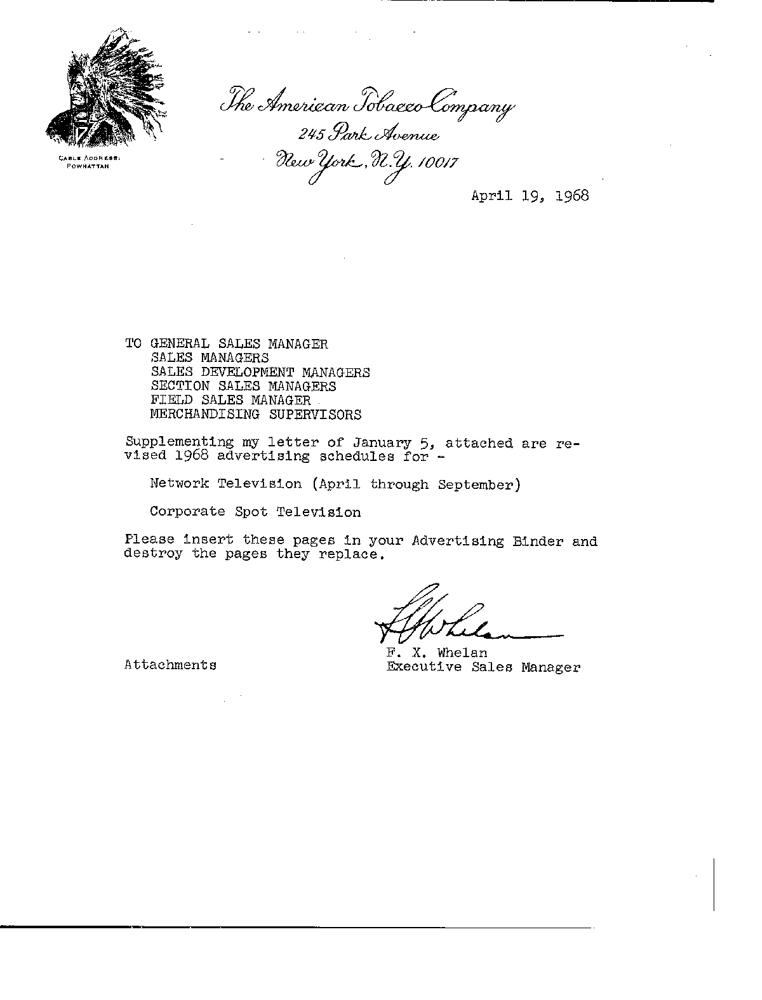 The American Tobacco Company
245 Park Avenue
New York, N.Y. 10017
CABLE ADDRESS:
POWHATTAN
April 19, 1968
TO GENERAL SALES MANAGER
SALES MANAGERS
SALES DEVELOPMENT MANAGERS
SECTION SALES MANAGERS
FIELD SALES MANAGER
MERCHANDISING SUPERVISORS
Supplementing my letter of January 5, attached are re-
vised 1968 advertising schedules for -
Network Television (April through September)
Corporate Spot Television
Please insert these pages in your Advertising Binder and
destroy the pages they replace.
F X Whelan
F. X. Whelan
Attachments
Executive Sales Manager